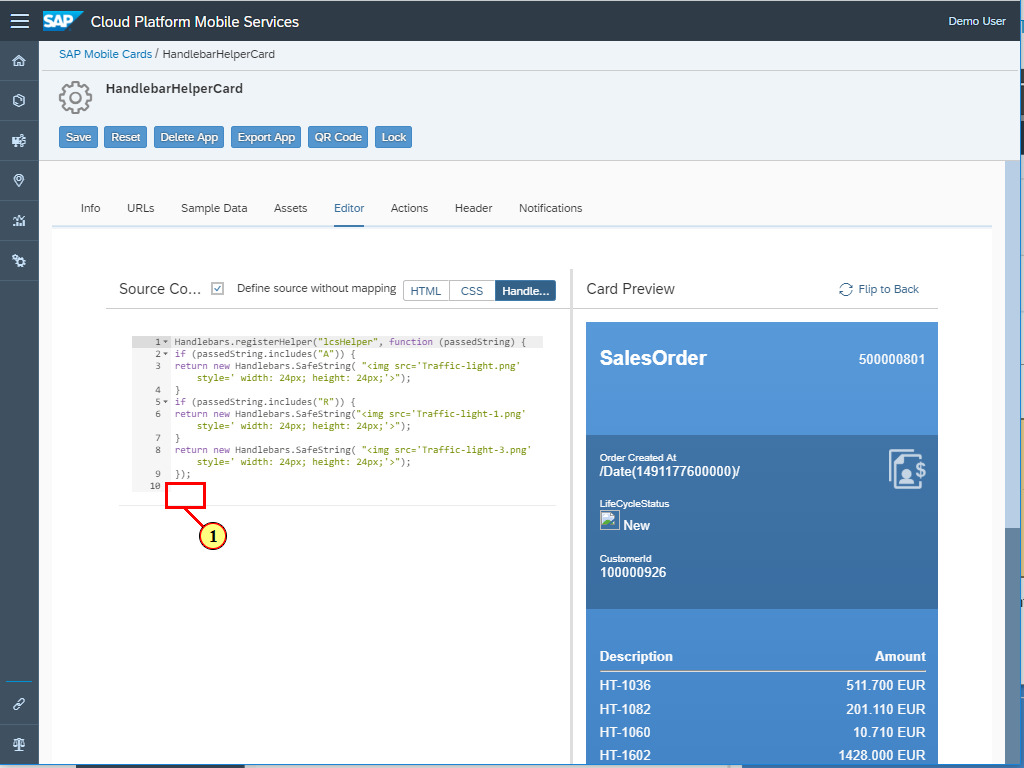 SAP Cloud Platform Mobile Services
Demo User
SAP Mobile Cards / HandlebarHelperCard
HandlebarHelperCard
Save Reset Delete App Export App QR Code Lock
Info URLs Sample Data Assets Editor Actions Header Notifications
Source Co... Define source without mapping HTML CSS Handle...
1 Handlebars.registerHelper("lcsHelper", function (passedString) {
2 if (passedString.includes("A")) {
3 return new Handlebars.SafeString( "<img src='Traffic-light.png'
style=' width: 24px; height: 24px;'>");
4 }
5 if (passedString.includes("R")) {
6 return new Handlebars.SafeString("<img src='Traffic-light-1.png'
style=' width: 24px; height: 24px;'>");
7 }
8 return new Handlebars.SafeString( "<img src='Traffic-light-3.png'
style=' width: 24px; height: 24px;'>");
9 });
10
1
Card Preview Flip to Back
SalesOrder 500000801
Order Created At
/Date(1491177600000)/
LifeCycleStatus
New
CustomerId
100000926
Description Amount
HT-1036 511.700 EUR
HT-1082 201.110 EUR
HT-1060 10.710 EUR
HT-1602 1428.000 EUR